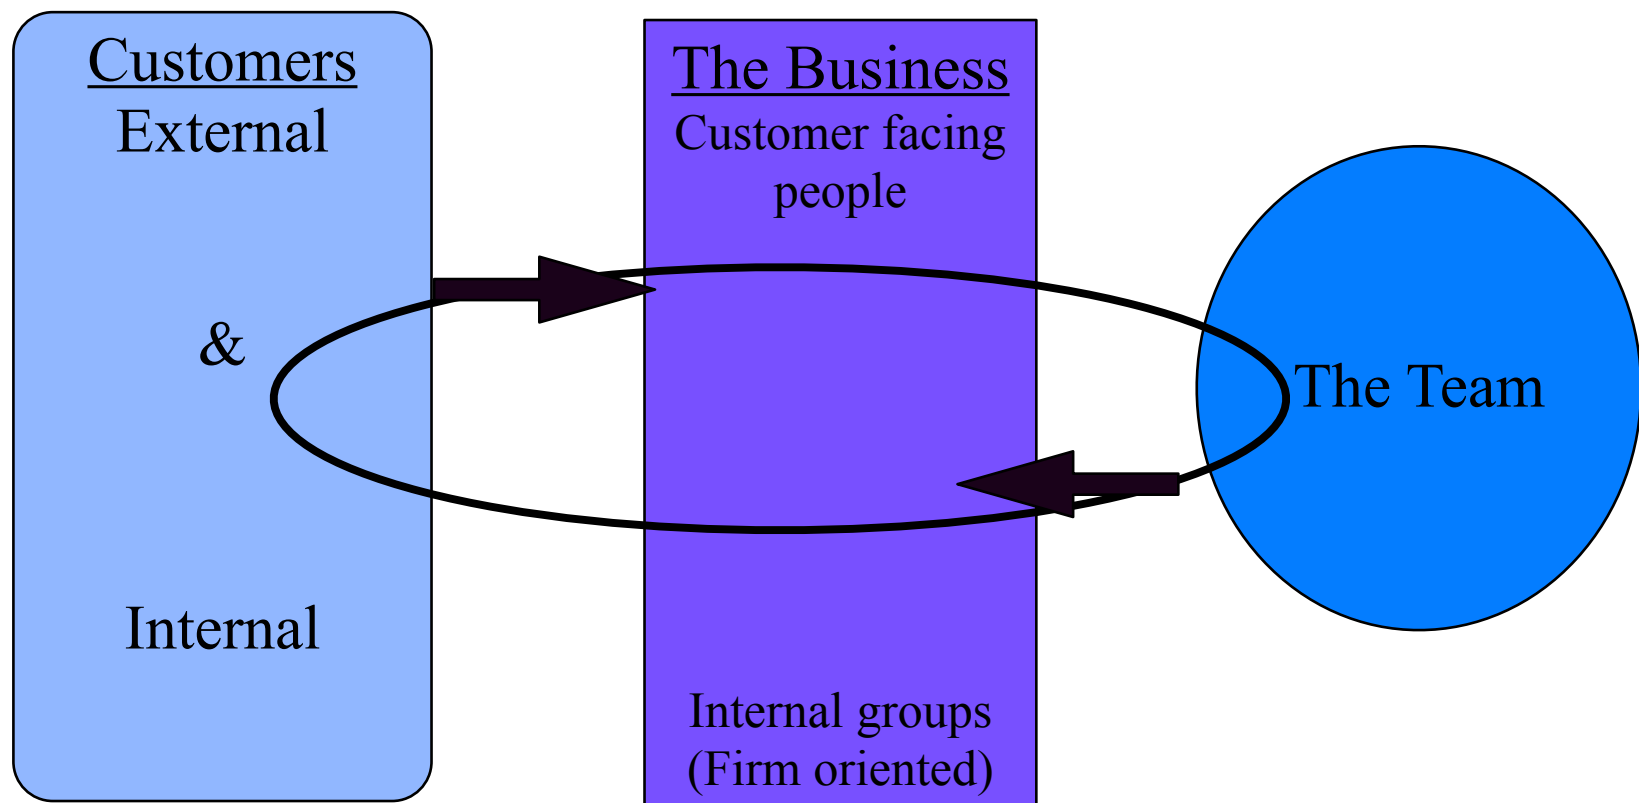 Customers
External
&
Internal
The Business
Customer facing
people
Internal groups
(Firm oriented)
The Team